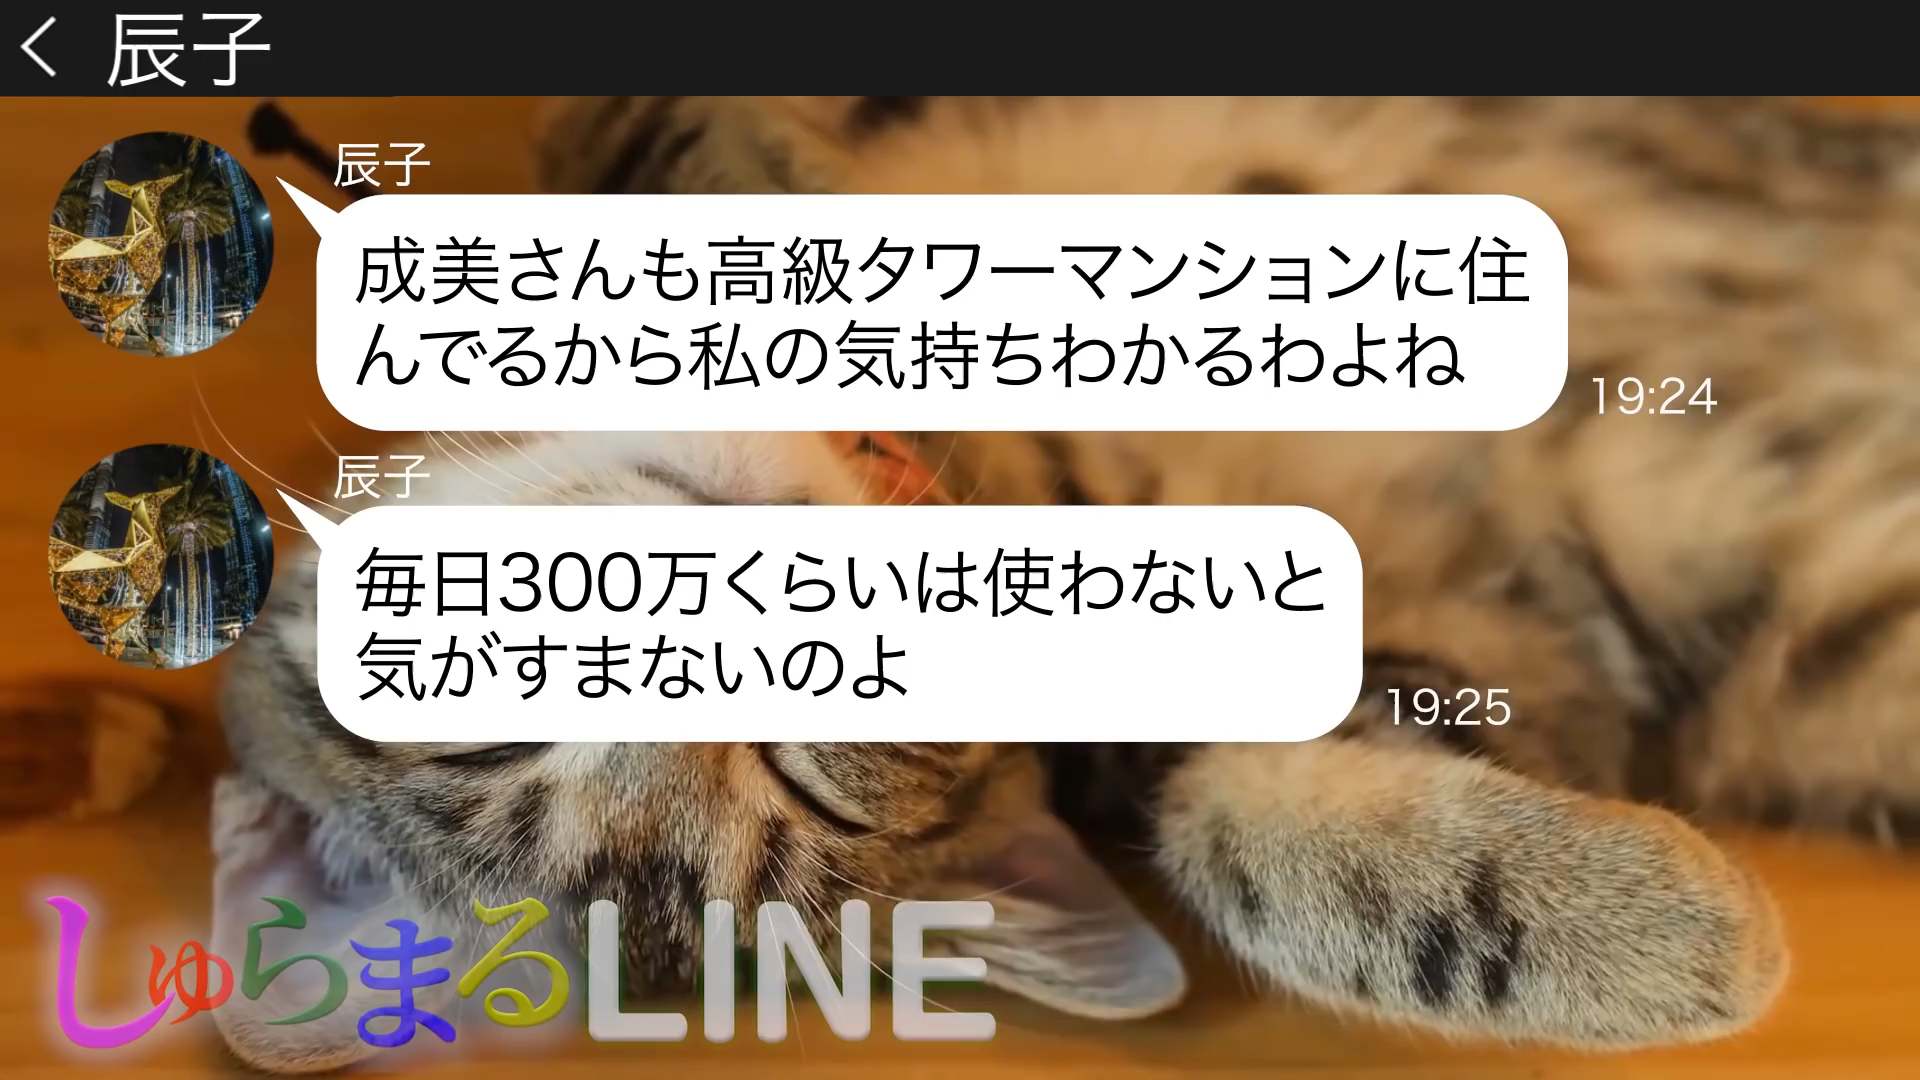 辰子
辰子
成美さんも高級タワーマンションに住
んでるから私の気持ちわかるわよね
19:24
辰子
毎日300万くらいは使わないと
気がすまないのよ
19:25
しゅらまるLINE